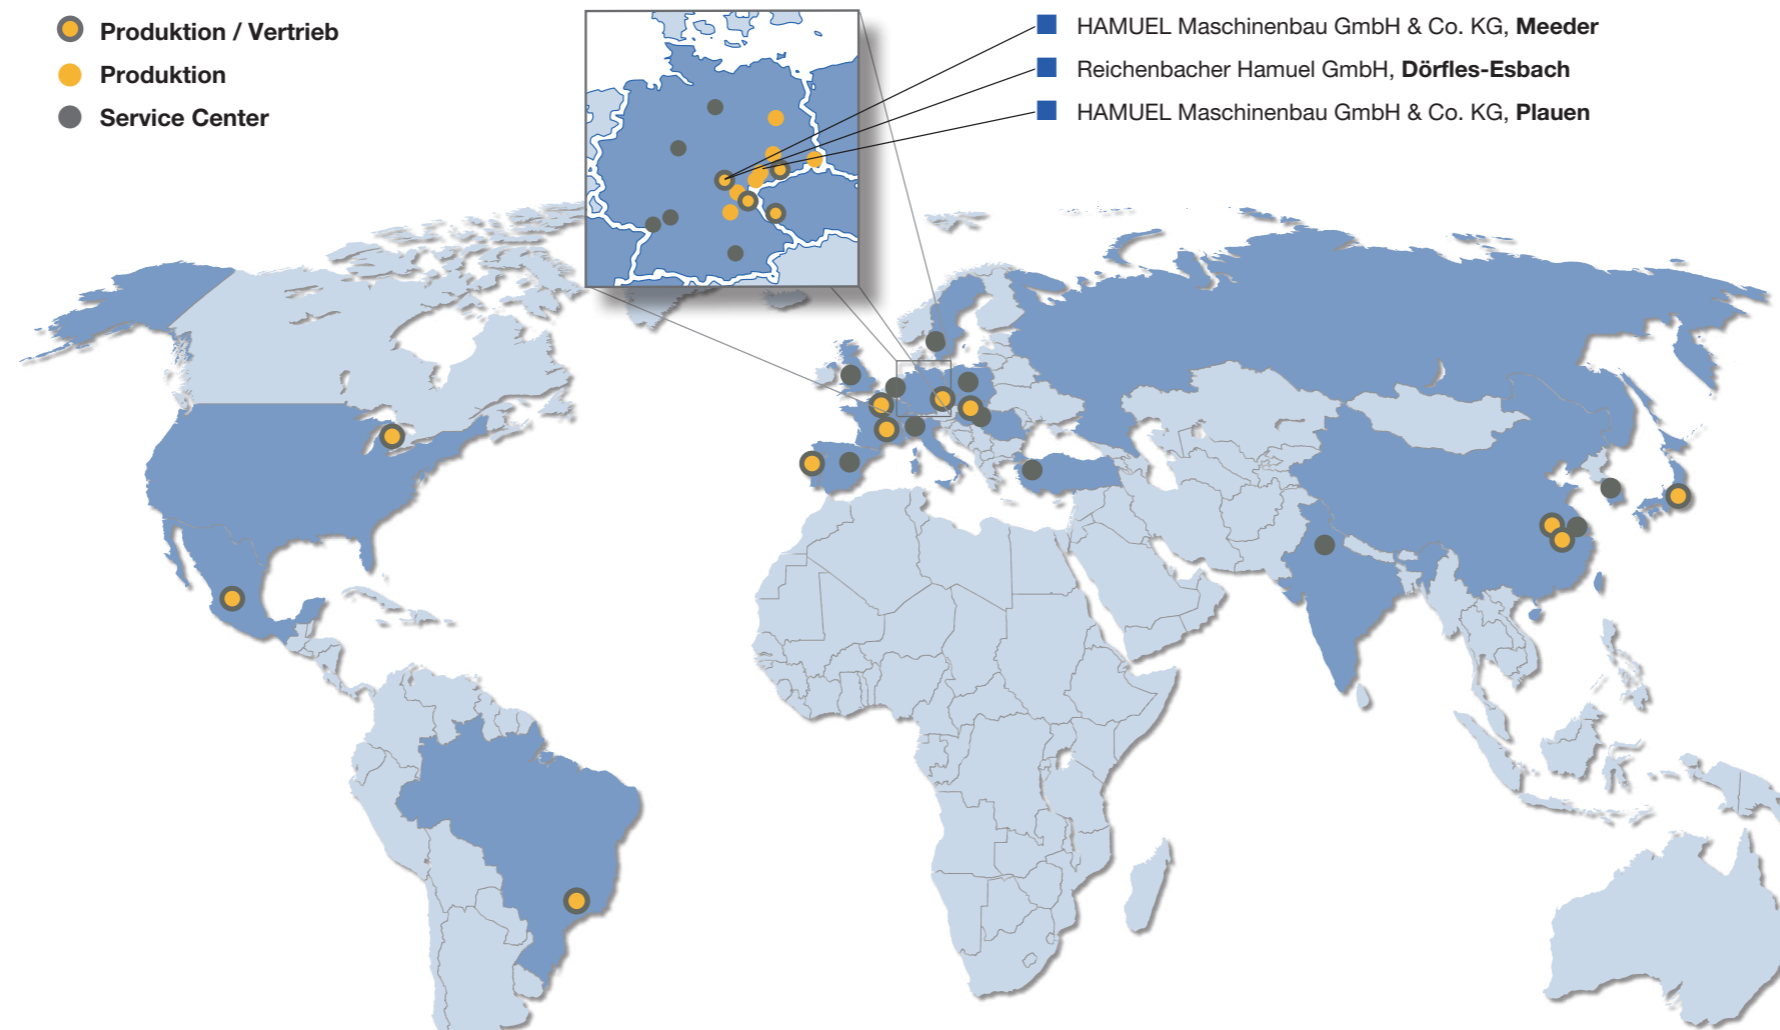 Produktion / Vertrieb
Produktion
Service Center
HAMUEL Maschinenbau GmbH & Co. KG, Meeder
Reichenbacher Hamuel GmbH, Dörfles-Esbach
HAMUEL Maschinenbau GmbH & Co. KG, Plauen